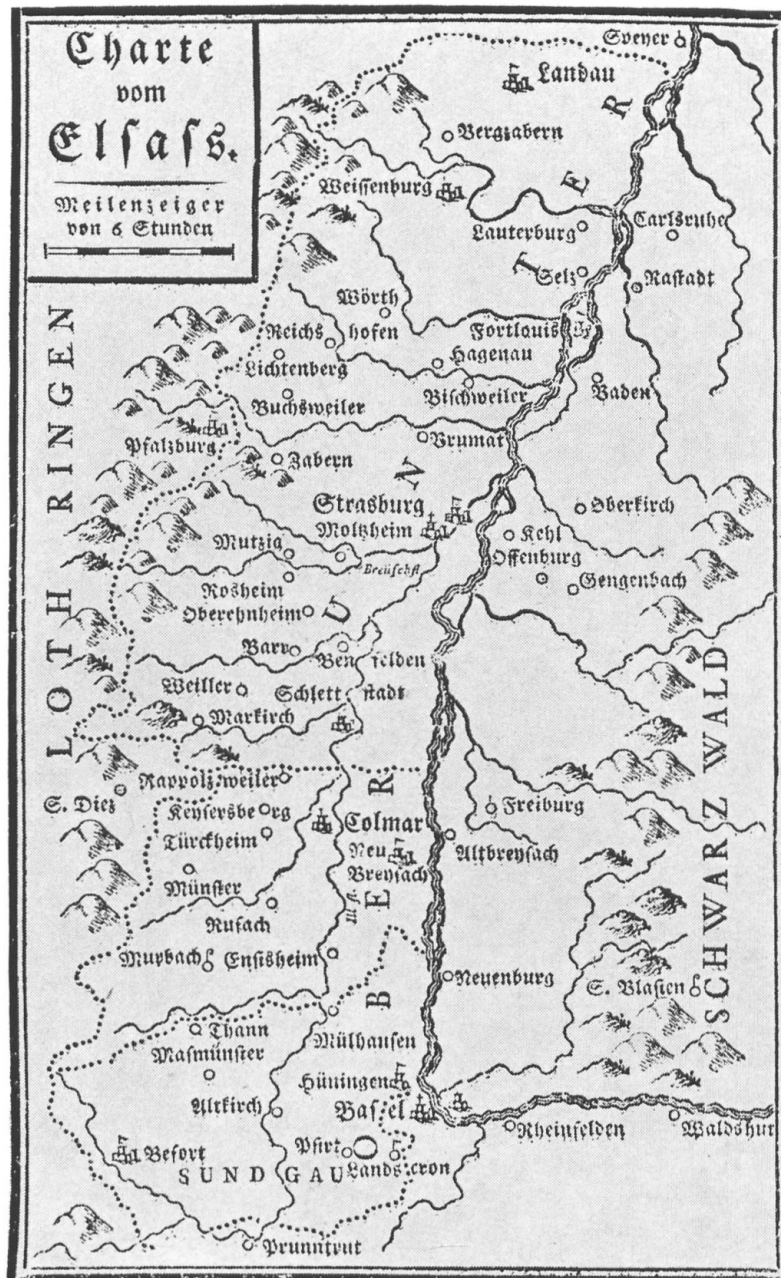 Charte
vom
Elſaſs.
Meilenzeiger
von 6 Stunden
Speyer
Landau
Bergzabern
Weissenburg
Lauterburg
Carlsruhe
Selz
Rastadt
Wörth
Reichs hofen
Fortlouis
Lichtenberg
Hagenau
Buchsweiler
Bischweiler
Baden
Pfalzburg
Brumat
Zabern
Strasburg
Moltzheim
Oberkirch
Kehl
Mutzig
Offenburg
Breüschfl
Gengenbach
Rosheim
Oberehnheim
Barr
Ben felden
Weiller
Schlett stadt
Markirch
Rappolzweiler
S. Diez
Keysersberg
Freiburg
Türckheim
Colmar
Altbreysach
Neu
Breysach
Münster
Ill fl.
Rufach
Murbach
Ensisheim
Neuenburg
S. Blasien
Thann
Mülhausen
Masmünster
Hüningen
Altkirch
Basel
Rheinfelden
Waldshut
Befort
Pfirt
Landscron
SUND GAU
Prunntrut
LOTH RINGEN
SCHWARZ WALD
UNTER
OBER